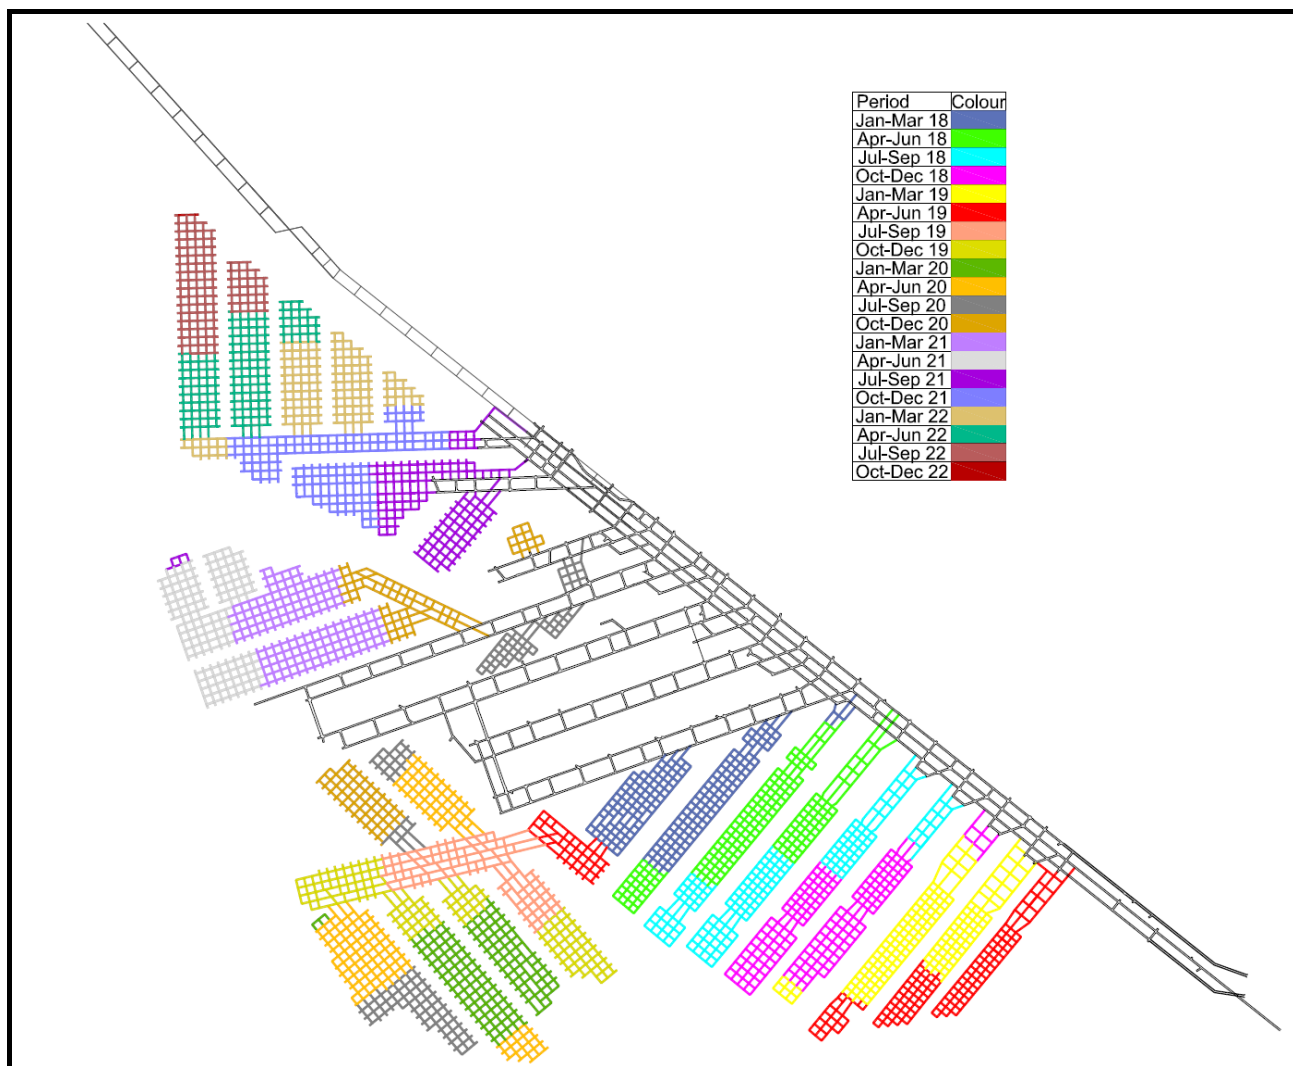 Period Colour
Jan-Mar 18
Apr-Jun 18
Jul-Sep 18
Oct-Dec 18
Jan-Mar 19
Apr-Jun 19
Jul-Sep 19
Oct-Dec 19
Jan-Mar 20
Apr-Jun 20
Jul-Sep 20
Oct-Dec 20
Jan-Mar 21
Apr-Jun 21
Jul-Sep 21
Oct-Dec 21
Jan-Mar 22
Apr-Jun 22
Jul-Sep 22
Oct-Dec 22